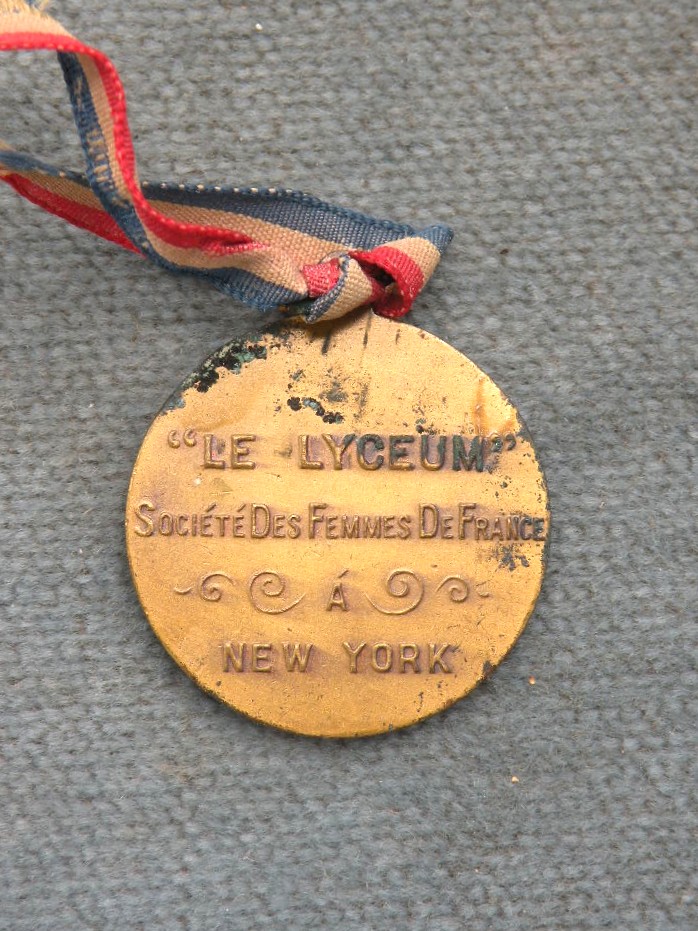 “LE LYCEUM”
SOCIÉTÉ DES FEMMES DE FRANCE
Á
NEW YORK